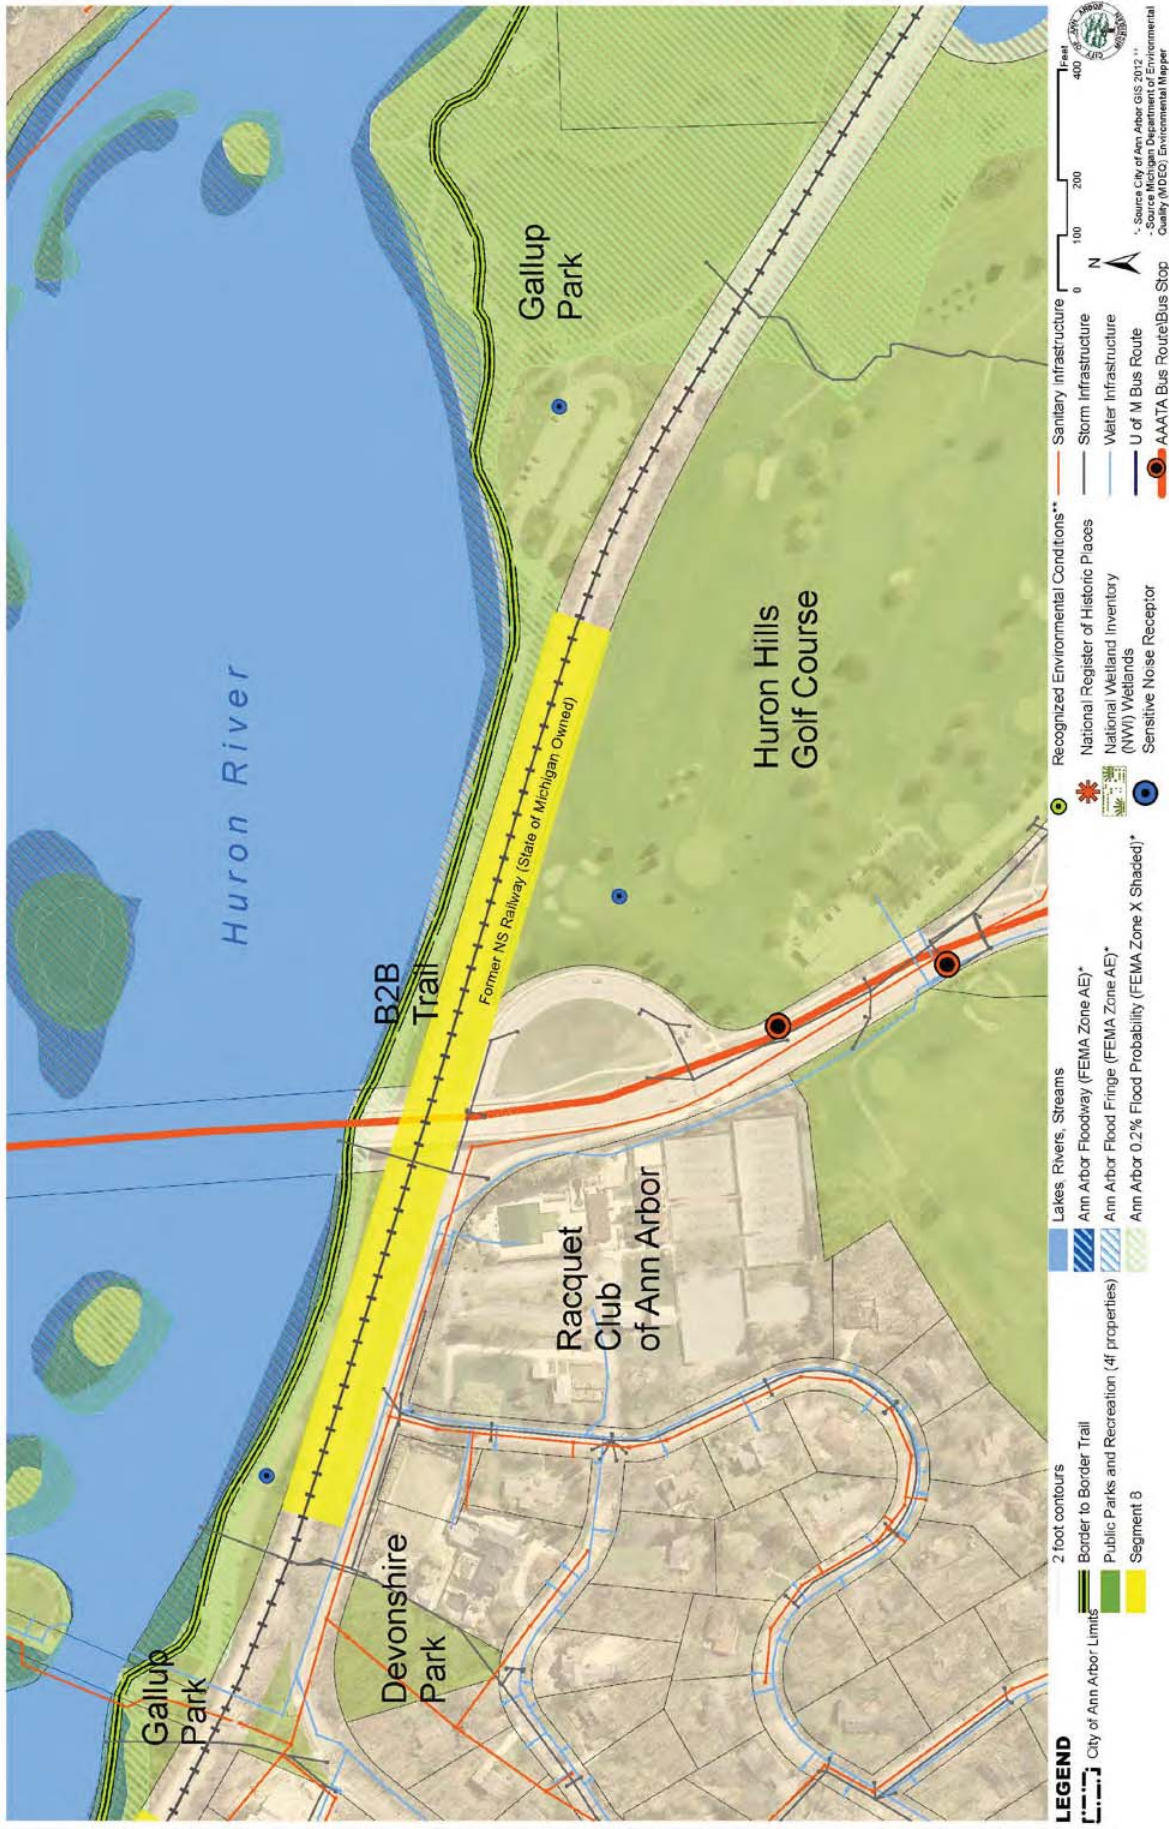 Huron River
B2B
Trail
Gallup
Park
Former NS Railway (State of Michigan Owned)
Huron Hills
Golf Course
Racquet
Club
of Ann Arbor
Gallup
Park
Devonshire
Park
LEGEND
City of Ann Arbor Limits
2 foot contours
Border to Border Trail
Public Parks and Recreation (4f properties)
Segment 8
Lakes, Rivers, Streams
Ann Arbor Floodway (FEMA Zone AE)*
Ann Arbor Flood Fringe (FEMA Zone AE)*
Ann Arbor 0.2% Flood Probability (FEMA Zone X Shaded)*
Recognized Environmental Conditions**
National Register of Historic Places
National Wetland Inventory
(NWI) Wetlands
Sensitive Noise Receptor
Sanitary Infrastructure
Storm Infrastructure
Water Infrastructure
U of M Bus Route
AAATA Bus Route\Bus Stop
0 100 200 400
Feet
N
CITY OF ANN ARBOR MICHIGAN
*- Source City of Ann Arbor GIS 2012 **
- Source Michigan Department of Environmental
Quality (MDEQ) Environmental Mapper